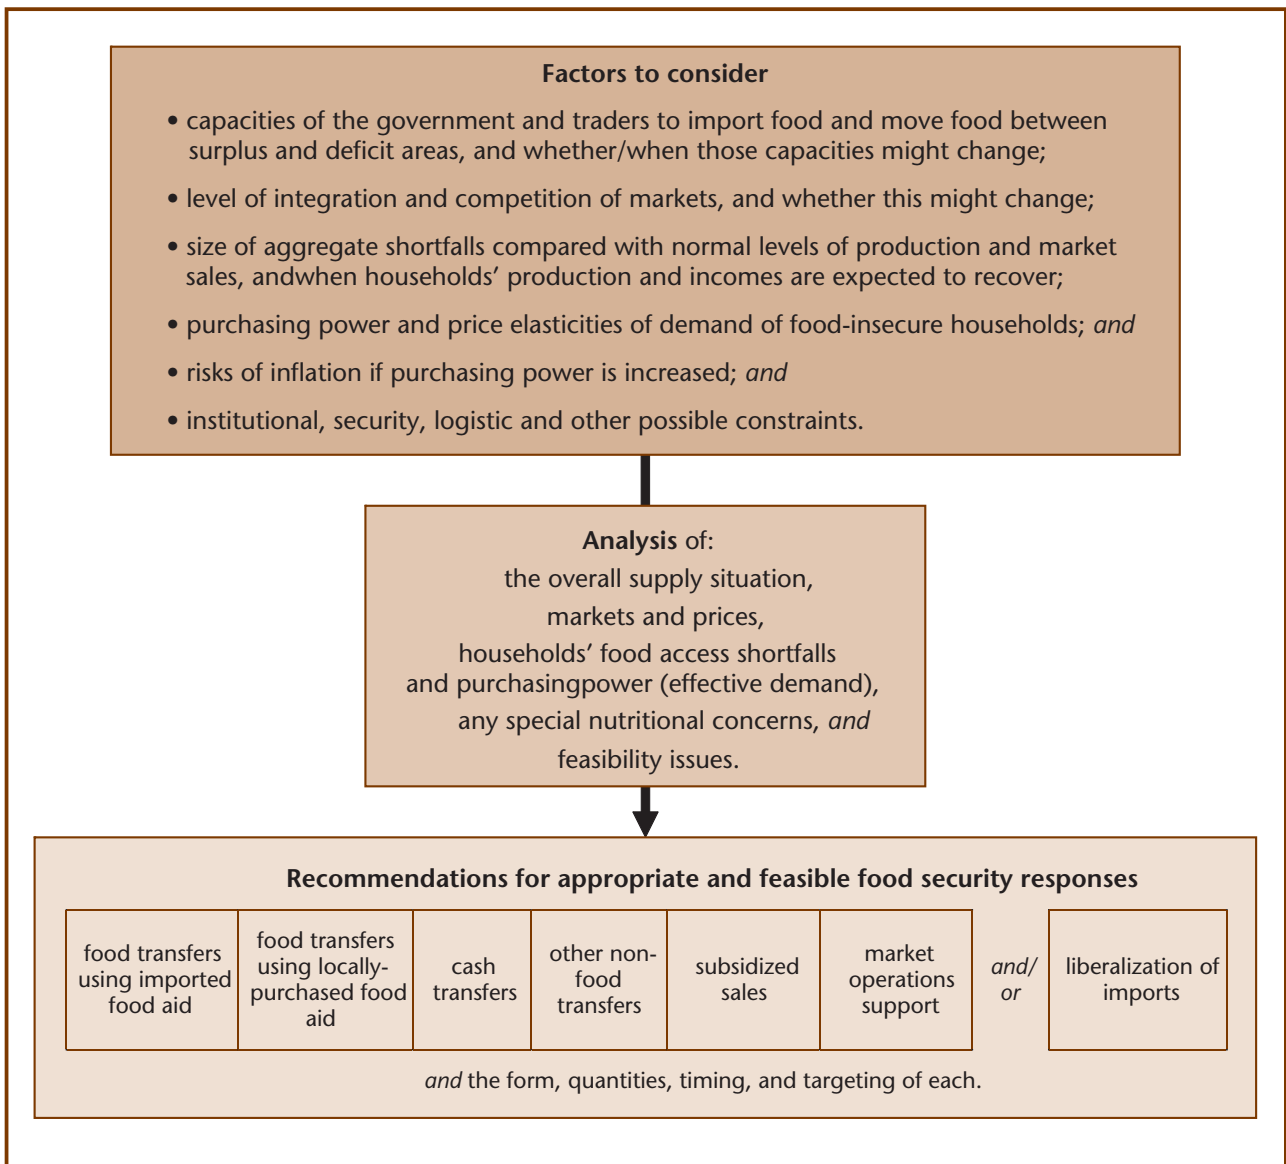 Factors to consider
• capacities of the government and traders to import food and move food between
surplus and deficit areas, and whether/when those capacities might change;
• level of integration and competition of markets, and whether this might change;
• size of aggregate shortfalls compared with normal levels of production and market
sales, andwhen households’ production and incomes are expected to recover;
• purchasing power and price elasticities of demand of food-insecure households; and
• risks of inflation if purchasing power is increased; and
• institutional, security, logistic and other possible constraints.
Analysis of:
the overall supply situation,
markets and prices,
households’ food access shortfalls
and purchasingpower (effective demand),
any special nutritional concerns, and
feasibility issues.
Recommendations for appropriate and feasible food security responses
food transfers
using imported
food aid
food transfers
using locally-
purchased food
aid
cash
transfers
other non-
food
transfers
subsidized
sales
market
operations
support
and/
or
liberalization of
imports
and the form, quantities, timing, and targeting of each.